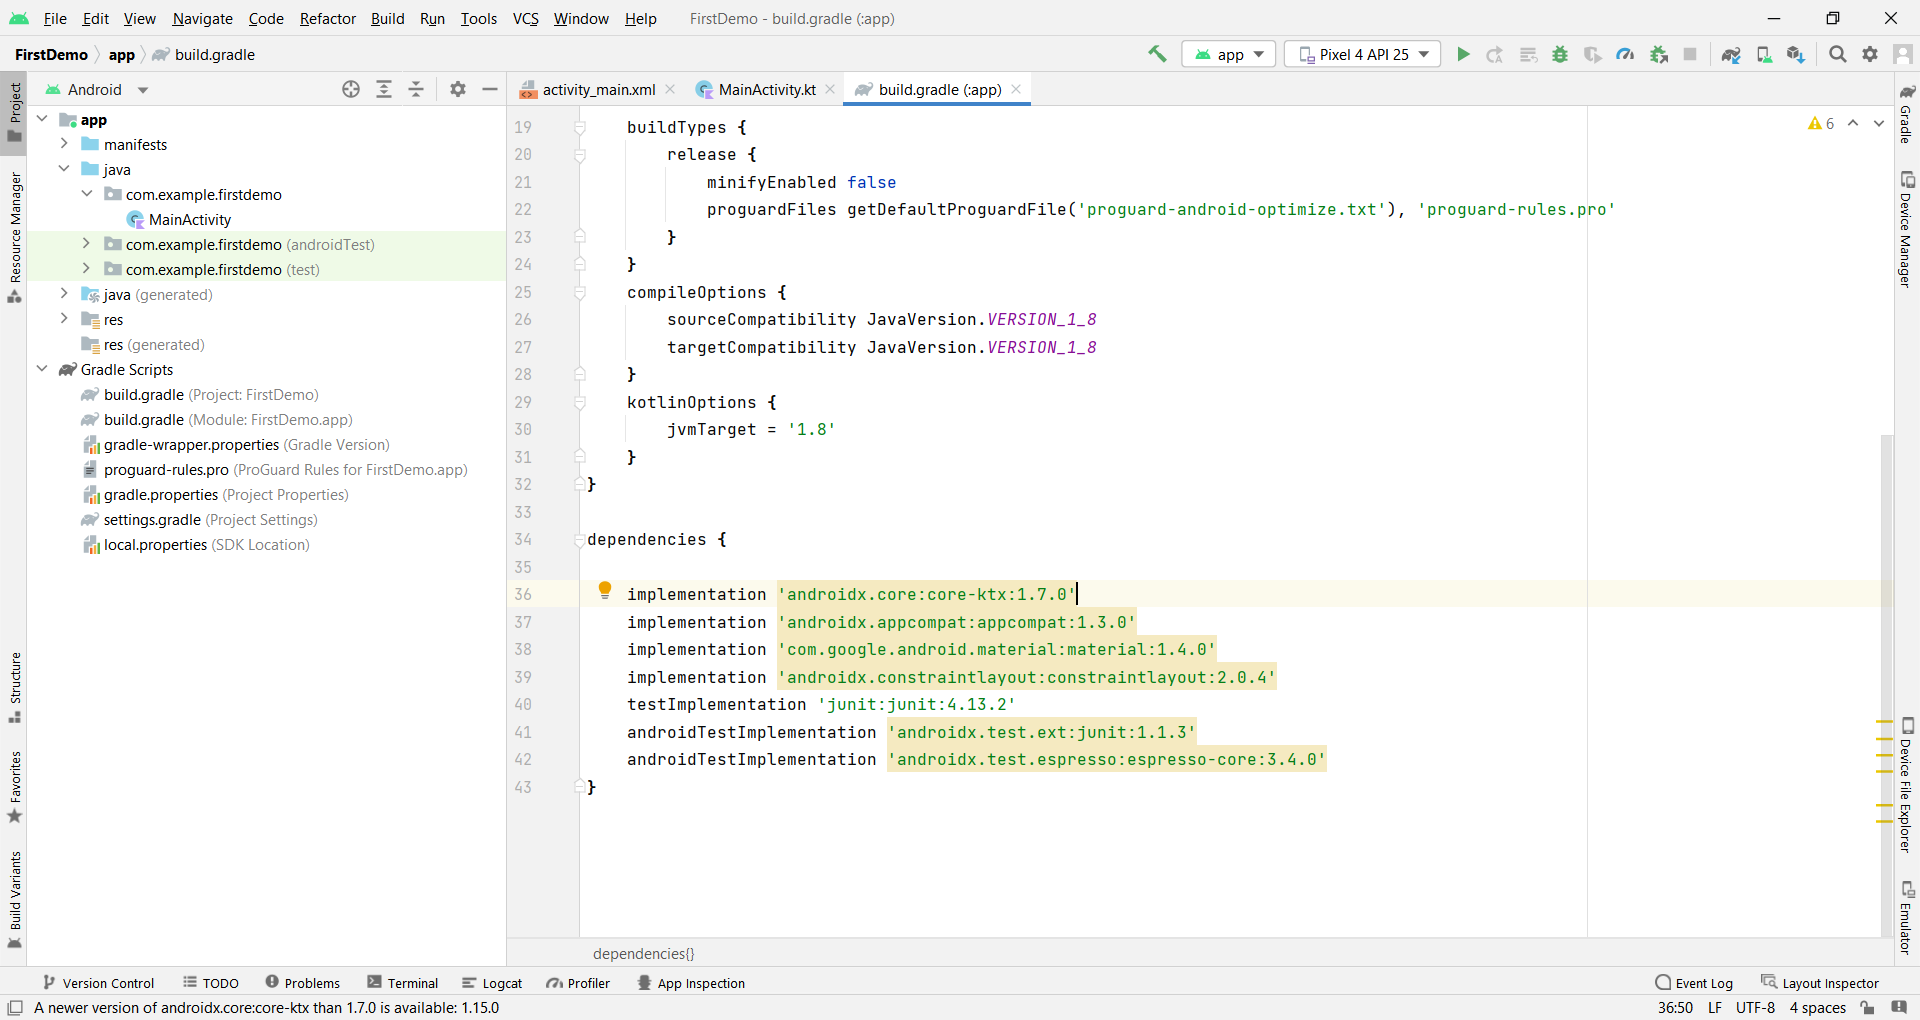 File Edit View Navigate Code Refactor Build Run Tools VCS Window Help FirstDemo - build.gradle (:app)
FirstDemo app build.gradle app Pixel 4 API 25
Android
activity_main.xml MainActivity.kt build.gradle (:app)
Project
Resource Manager
Structure
Favorites
Build Variants
app
manifests
java
com.example.firstdemo
MainActivity
com.example.firstdemo (androidTest)
com.example.firstdemo (test)
java (generated)
res
res (generated)
Gradle Scripts
build.gradle (Project: FirstDemo)
build.gradle (Module: FirstDemo.app)
gradle-wrapper.properties (Gradle Version)
proguard-rules.pro (ProGuard Rules for FirstDemo.app)
gradle.properties (Project Properties)
settings.gradle (Project Settings)
local.properties (SDK Location)
6
19 buildTypes {
20 release {
21 minifyEnabled false
22 proguardFiles getDefaultProguardFile('proguard-android-optimize.txt'), 'proguard-rules.pro'
23 }
24 }
25 compileOptions {
26 sourceCompatibility JavaVersion.VERSION_1_8
27 targetCompatibility JavaVersion.VERSION_1_8
28 }
29 kotlinOptions {
30 jvmTarget = '1.8'
31 }
32 }
33
34 dependencies {
35
36 implementation 'androidx.core:core-ktx:1.7.0'
37 implementation 'androidx.appcompat:appcompat:1.3.0'
38 implementation 'com.google.android.material:material:1.4.0'
39 implementation 'androidx.constraintlayout:constraintlayout:2.0.4'
40 testImplementation 'junit:junit:4.13.2'
41 androidTestImplementation 'androidx.test.ext:junit:1.1.3'
42 androidTestImplementation 'androidx.test.espresso:espresso-core:3.4.0'
43 }
dependencies{}
Gradle
Device Manager
Device File Explorer
Emulator
Version Control TODO Problems Terminal Logcat Profiler App Inspection Event Log Layout Inspector
A newer version of androidx.core:core-ktx than 1.7.0 is available: 1.15.0 36:50 LF UTF-8 4 spaces